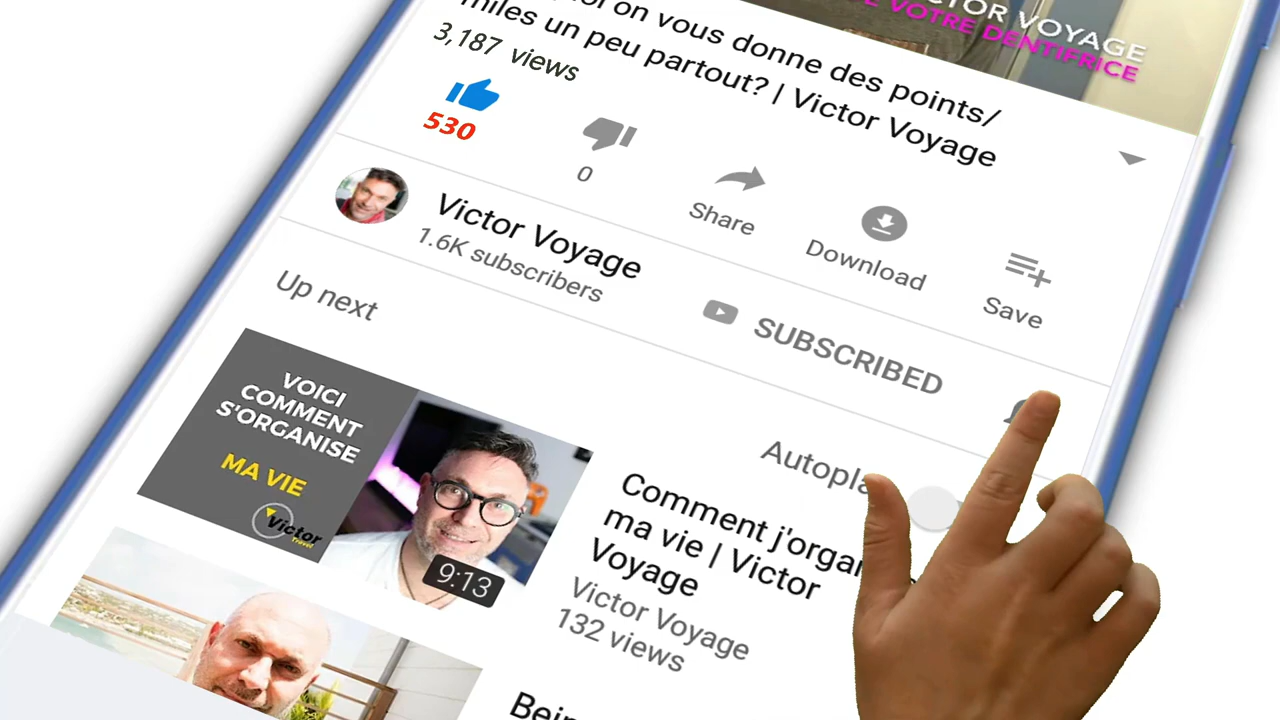 CTOR VOYAGE
VOTRE DENTIFRICE
on vous donne des points/
miles un peu partout? | Victor Voyage
3,187 views
530
0
Share
Download
Save
Victor Voyage
1.6K subscribers
SUBSCRIBED
Up next
Autopla
VOICI
COMMENT
S'ORGANISE
MA VIE
Victor
Travel
9:13
Comment j'organ
ma vie | Victor
Voyage
Victor Voyage
132 views